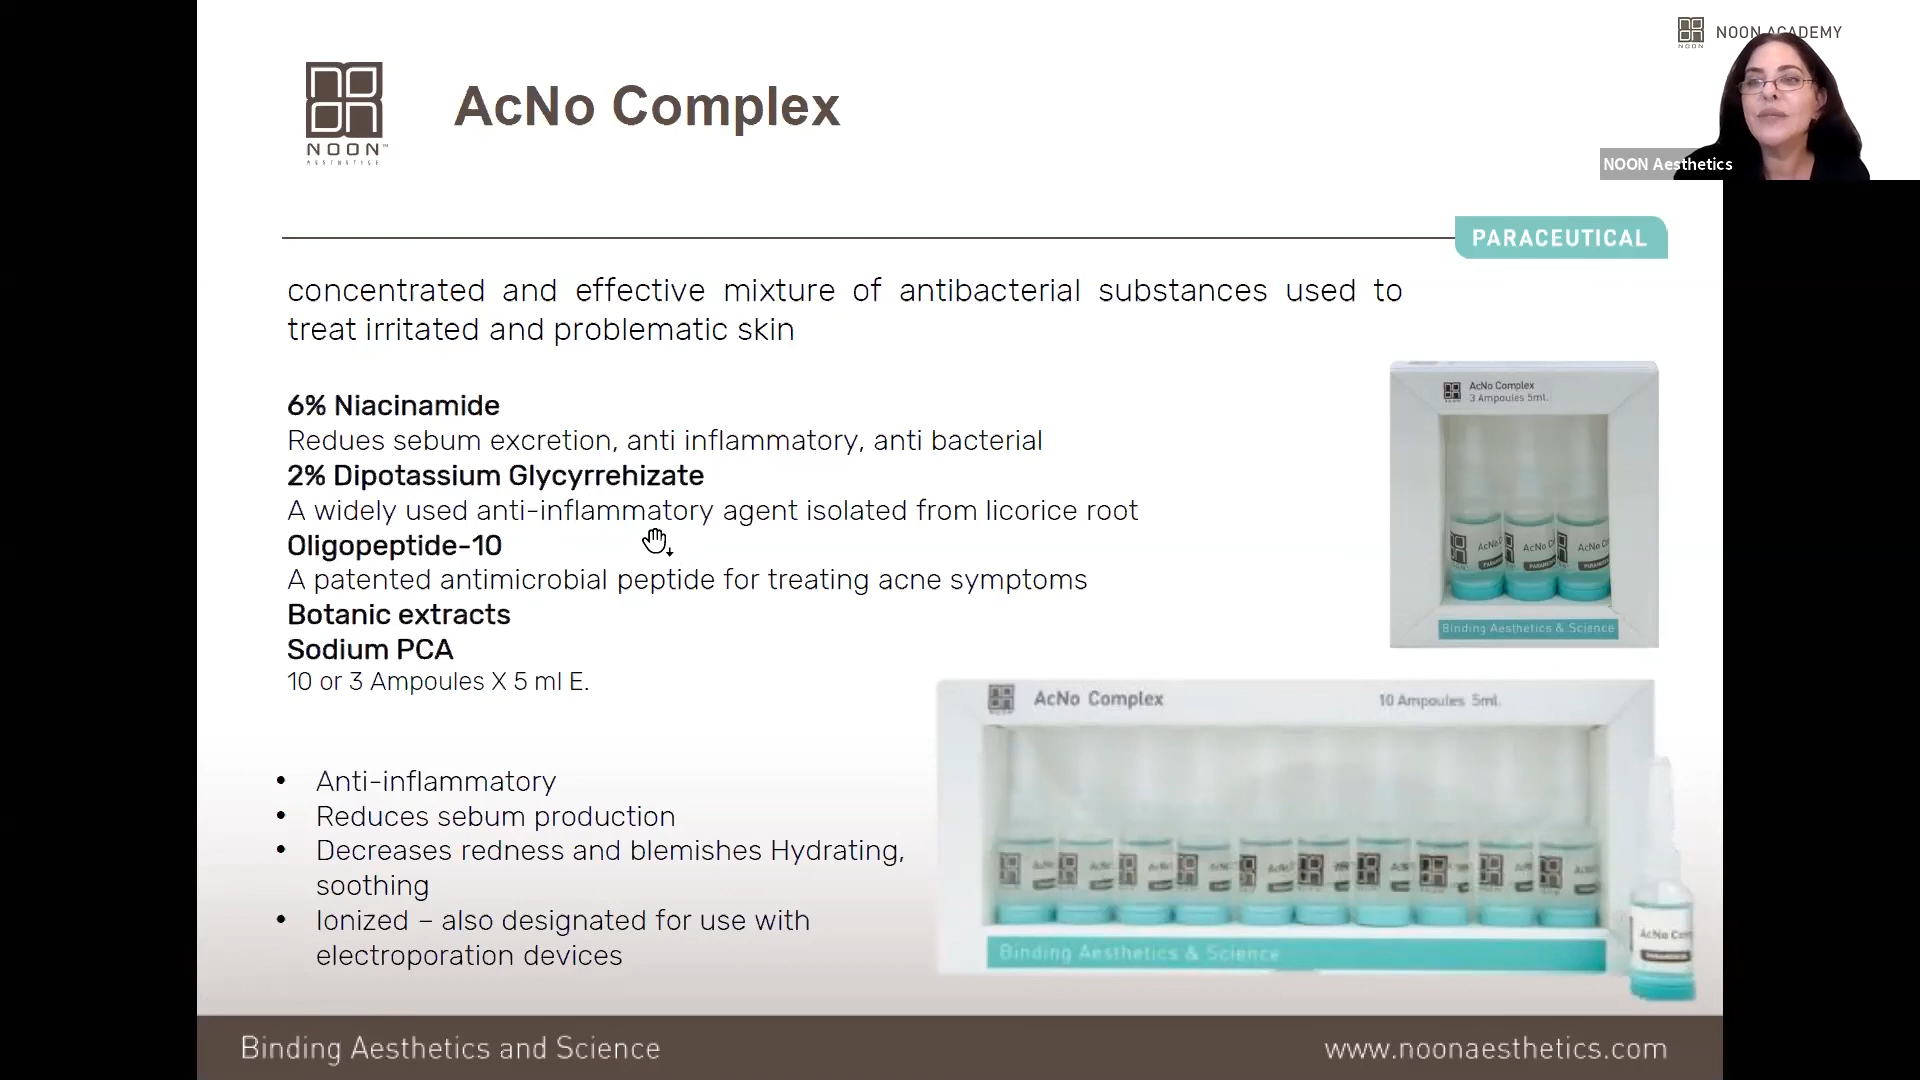 NOON ACADEMY
NOON
NOON Aesthetics
NOON™
AESTHETICS
AcNo Complex
PARACEUTICAL
concentrated and effective mixture of antibacterial substances used to
treat irritated and problematic skin
6% Niacinamide
Redues sebum excretion, anti inflammatory, anti bacterial
2% Dipotassium Glycyrrehizate
A widely used anti-inflammatory agent isolated from licorice root
Oligopeptide-10
A patented antimicrobial peptide for treating acne symptoms
Botanic extracts
Sodium PCA
10 or 3 Ampoules X 5 ml E.
• Anti-inflammatory
• Reduces sebum production
• Decreases redness and blemishes Hydrating,
soothing
• Ionized – also designated for use with
electroporation devices
AcNo Complex
3 Ampoules 5ml.
Binding Aesthetics & Science
AcNo Complex
10 Ampoules 5ml.
Binding Aesthetics & Science
AcNo Com
Binding Aesthetics and Science
www.noonaesthetics.com